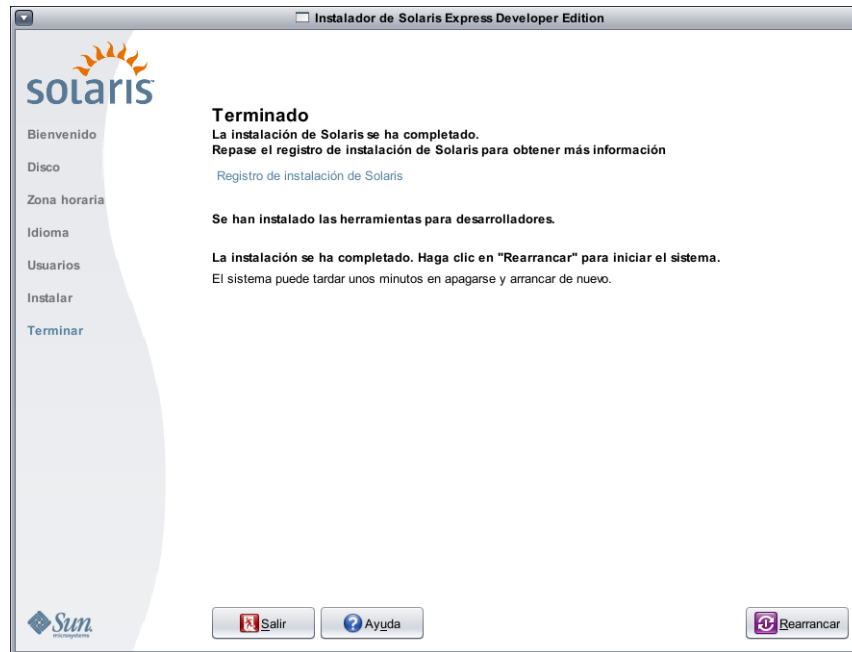 Instalador de Solaris Express Developer Edition
solaris
Bienvenido
Disco
Zona horaria
Idioma
Usuarios
Instalar
Terminar
Terminado
La instalación de Solaris se ha completado.
Repase el registro de instalación de Solaris para obtener más información
Registro de instalación de Solaris
Se han instalado las herramientas para desarrolladores.
La instalación se ha completado. Haga clic en "Rearrancar" para iniciar el sistema.
El sistema puede tardar unos minutos en apagarse y arrancar de nuevo.
Sun
microsystems
Salir
Ayuda
Rearrancar